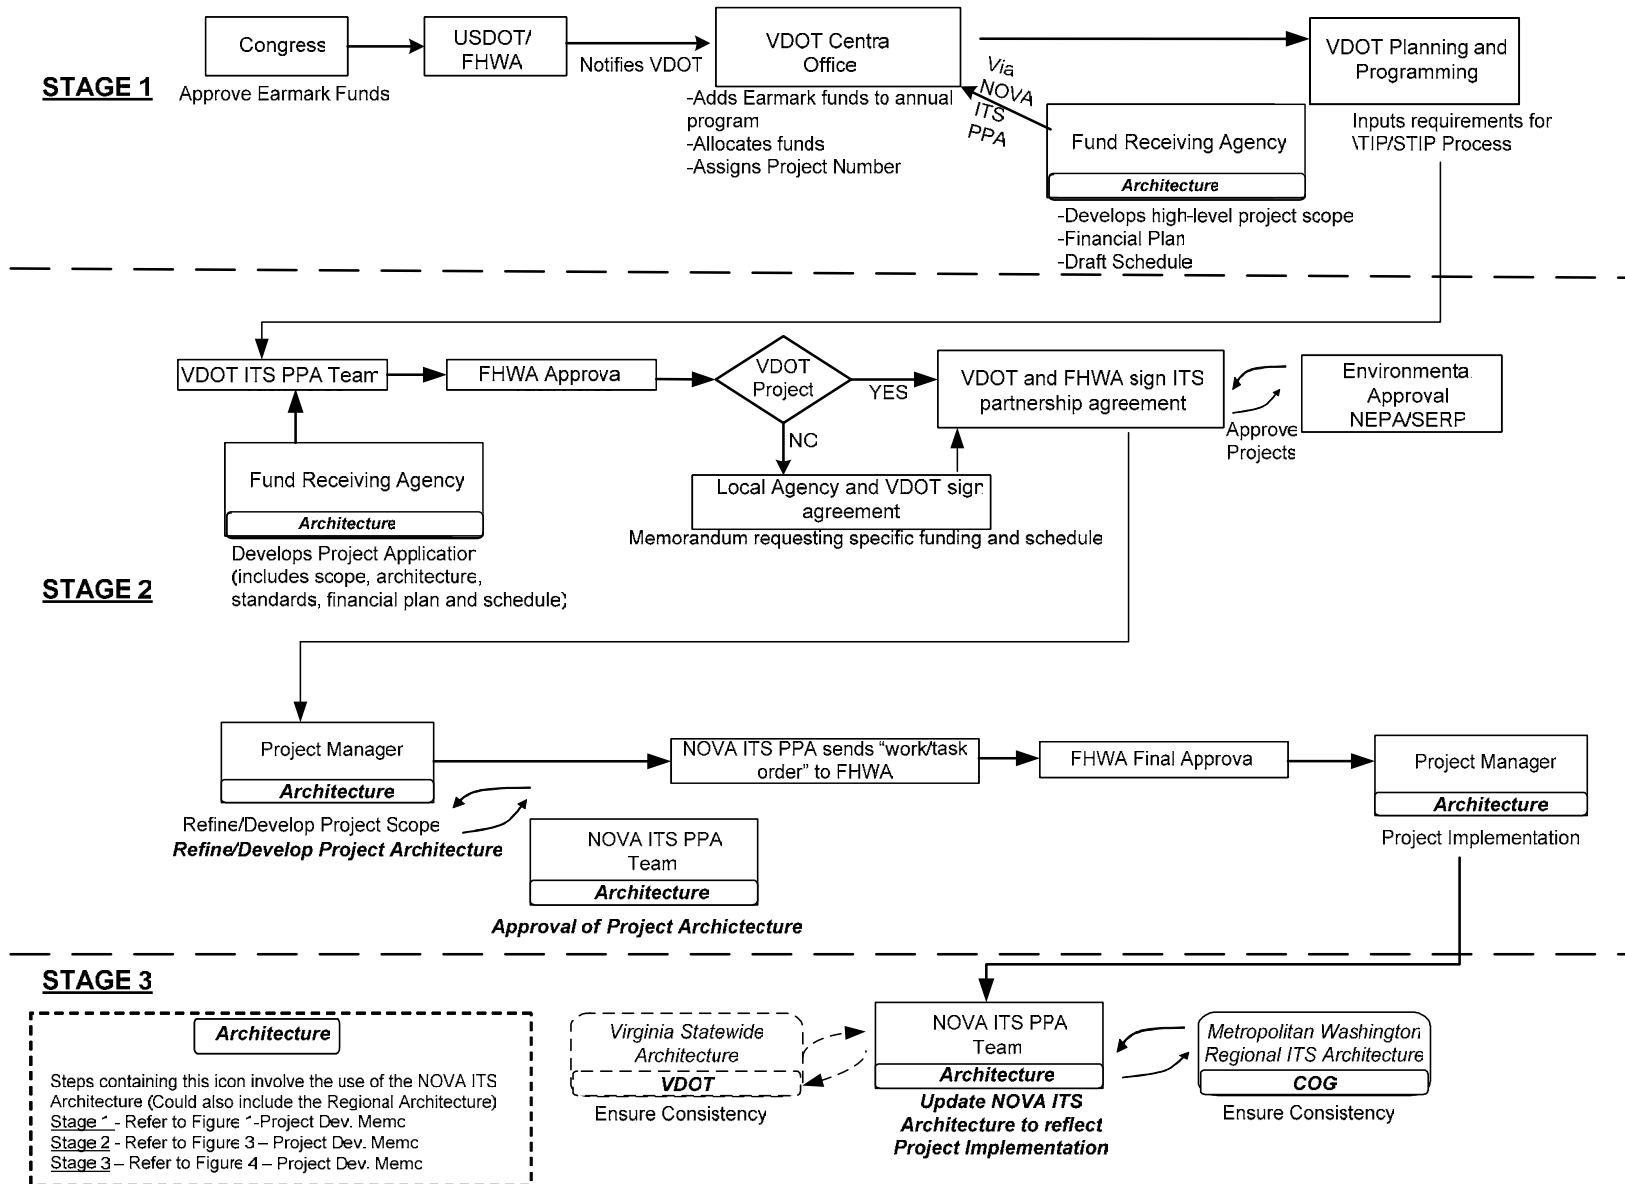 Congress
USDOT/
FHWA
Notifies VDOT
VDOT Centra
Office
Via
NOVA
ITS
PPA
VDOT Planning and
Programming
STAGE 1
Approve Earmark Funds
-Adds Earmark funds to annual
program
-Allocates funds
-Assigns Project Number
Fund Receiving Agency
Architecture
-Develops high-level project scope
-Financial Plan
-Draft Schedule
Inputs requirements for
\TIP/STIP Process
VDOT ITS PPA Team
FHWA Approva
VDOT
Project
YES
NC
VDOT and FHWA sign ITS
partnership agreement
Approve
Projects
Environmenta
Approval
NEPA/SERP
Fund Receiving Agency
Architecture
Develops Project Application
(includes scope, architecture,
standards, financial plan and schedule)
Local Agency and VDOT sign
agreement
Memorandum requesting specific funding and schedule
STAGE 2
Project Manager
Architecture
Refine/Develop Project Scope
Refine/Develop Project Architecture
NOVA ITS PPA sends “work/task
order” to FHWA
FHWA Final Approva
Project Manager
Architecture
Project Implementation
NOVA ITS PPA
Team
Architecture
Approval of Project Archictecture
STAGE 3
Architecture
Steps containing this icon involve the use of the NOVA ITS
Architecture (Could also include the Regional Architecture)
Stage 1 - Refer to Figure 1-Project Dev. Memc
Stage 2 - Refer to Figure 3 – Project Dev. Memc
Stage 3 – Refer to Figure 4 – Project Dev. Memc
Virginia Statewide
Architecture
VDOT
Ensure Consistency
NOVA ITS PPA
Team
Architecture
Update NOVA ITS
Architecture to reflect
Project Implementation
Metropolitan Washington
Regional ITS Architecture
COG
Ensure Consistency